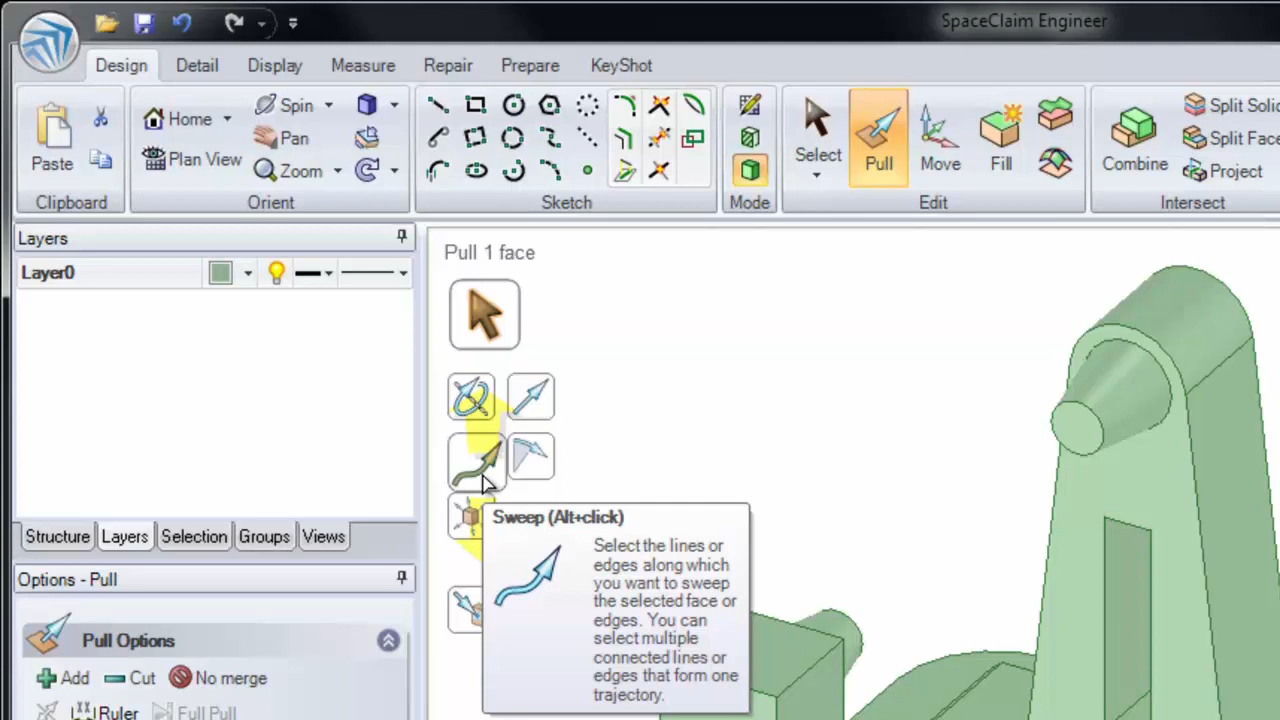 SpaceClaim Engineer
Design Detail Display Measure Repair Prepare KeyShot
Paste
Clipboard
Home Spin
Pan
Plan View Zoom
Orient
Sketch
Mode
Select Pull Move Fill
Edit
Combine
Split Solid
Split Face
Project
Intersect
Layers
Layer0
Structure Layers Selection Groups Views
Options - Pull
Pull Options
Add Cut No merge
Ruler Full Pull
Pull 1 face
Sweep (Alt+click)
Select the lines or
edges along which
you want to sweep
the selected face or
edges. You can
select multiple
connected lines or
edges that form one
trajectory.